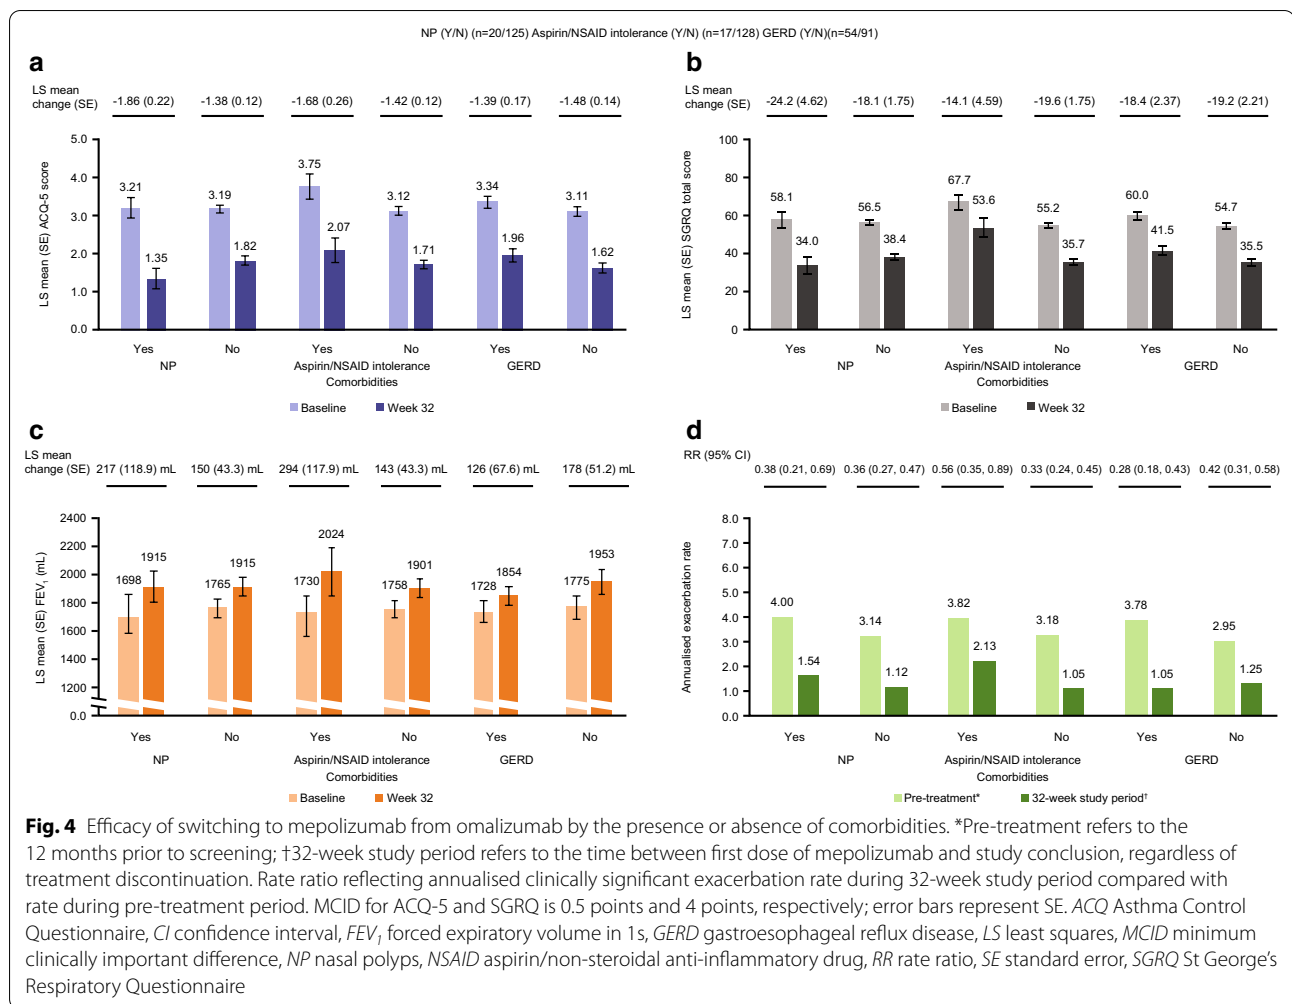 NP (Y/N) (n=20/125) Aspirin/NSAID intolerance (Y/N) (n=17/128) GERD (Y/N)(n=54/91)
a
LS mean
change (SE)
-1.86 (0.22) -1.38 (0.12) -1.68 (0.26) -1.42 (0.12) -1.39 (0.17) -1.48 (0.14)
LS mean (SE) ACQ-5 score
5.0
4.0
3.0
2.0
1.0
0.0
3.21 1.35 3.19 1.82 3.75 2.07 3.12 1.71 3.34 1.96 3.11 1.62
Yes No Yes No Yes No
NP Aspirin/NSAID intolerance GERD
Comorbidities
Baseline Week 32
b
LS mean
change (SE)
-24.2 (4.62) -18.1 (1.75) -14.1 (4.59) -19.6 (1.75) -18.4 (2.37) -19.2 (2.21)
LS mean (SE) SGRQ total score
100
80
60
40
20
0
58.1 34.0 56.5 38.4 67.7 53.6 55.2 35.7 60.0 41.5 54.7 35.5
Yes No Yes No Yes No
NP Aspirin/NSAID intolerance GERD
Comorbidities
Baseline Week 32
c
LS mean
change (SE) 217 (118.9) mL 150 (43.3) mL 294 (117.9) mL 143 (43.3) mL 126 (67.6) mL 178 (51.2) mL
LS mean (SE) FEV1 (mL)
2400
2200
2000
1800
1600
1400
1200
0.0
1698 1915 1765 1915 1730 2024 1758 1901 1728 1854 1775 1953
Yes No Yes No Yes No
NP Aspirin/NSAID intolerance GERD
Comorbidities
Baseline Week 32
d
RR (95% CI)
0.38 (0.21, 0.69) 0.36 (0.27, 0.47) 0.56 (0.35, 0.89) 0.33 (0.24, 0.45) 0.28 (0.18, 0.43) 0.42 (0.31, 0.58)
Annualised exacerbation rate
8.0
7.0
6.0
5.0
4.0
3.0
2.0
1.0
0.0
4.00 1.54 3.14 1.12 3.82 2.13 3.18 1.05 3.78 1.05 2.95 1.25
Yes No Yes No Yes No
NP Aspirin/NSAID intolerance GERD
Comorbidities
Pre-treatment* 32-week study period†
Fig. 4 Efficacy of switching to mepolizumab from omalizumab by the presence or absence of comorbidities. *Pre-treatment refers to the
12 months prior to screening; †32-week study period refers to the time between first dose of mepolizumab and study conclusion, regardless of
treatment discontinuation. Rate ratio reflecting annualised clinically significant exacerbation rate during 32-week study period compared with
rate during pre-treatment period. MCID for ACQ-5 and SGRQ is 0.5 points and 4 points, respectively; error bars represent SE. ACQ Asthma Control
Questionnaire, CI confidence interval, FEV1 forced expiratory volume in 1s, GERD gastroesophageal reflux disease, LS least squares, MCID minimum
clinically important difference, NP nasal polyps, NSAID aspirin/non-steroidal anti-inflammatory drug, RR rate ratio, SE standard error, SGRQ St George's
Respiratory Questionnaire